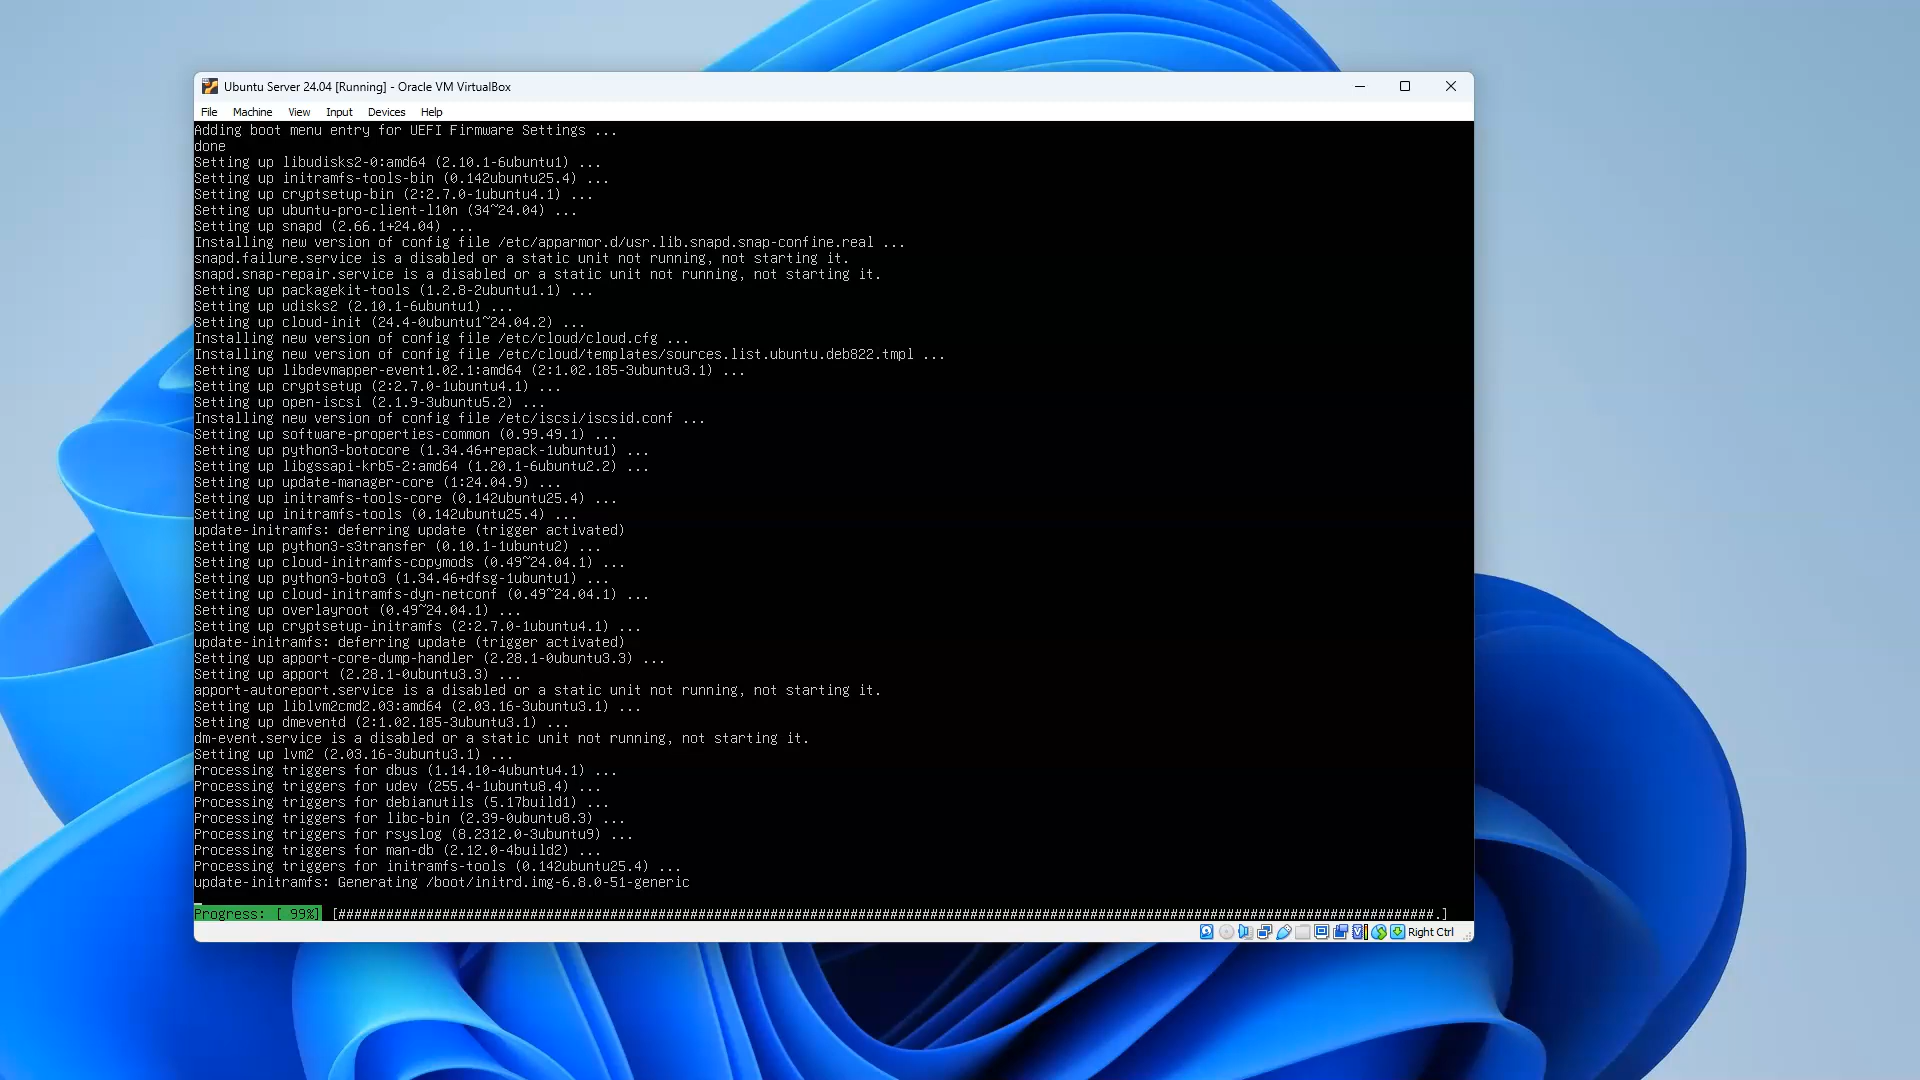 Ubuntu Server 24.04 [Running] - Oracle VM VirtualBox
File Machine View Input Devices Help
Adding boot menu entry for UEFI Firmware Settings ...
done
Setting up libudisks2-0:amd64 (2.10.1-6ubuntu1) ...
Setting up initramfs-tools-bin (0.142ubuntu25.4) ...
Setting up cryptsetup-bin (2:2.7.0-1ubuntu4.1) ...
Setting up ubuntu-pro-client-l10n (34~24.04) ...
Setting up snapd (2.66.1+24.04) ...
Installing new version of config file /etc/apparmor.d/usr.lib.snapd.snap-confine.real ...
snapd.failure.service is a disabled or a static unit not running, not starting it.
snapd.snap-repair.service is a disabled or a static unit not running, not starting it.
Setting up packagekit-tools (1.2.8-2ubuntu1.1) ...
Setting up udisks2 (2.10.1-6ubuntu1) ...
Setting up cloud-init (24.4-0ubuntu1~24.04.2) ...
Installing new version of config file /etc/cloud/cloud.cfg ...
Installing new version of config file /etc/cloud/templates/sources.list.ubuntu.deb822.tmpl ...
Setting up libdevmapper-event1.02.1:amd64 (2:1.02.185-3ubuntu3.1) ...
Setting up cryptsetup (2:2.7.0-1ubuntu4.1) ...
Setting up open-iscsi (2.1.9-3ubuntu5.2) ...
Installing new version of config file /etc/iscsi/iscsid.conf ...
Setting up software-properties-common (0.99.49.1) ...
Setting up python3-botocore (1.34.46+repack-1ubuntu1) ...
Setting up libgssapi-krb5-2:amd64 (1.20.1-6ubuntu2.2) ...
Setting up update-manager-core (1:24.04.9) ...
Setting up initramfs-tools-core (0.142ubuntu25.4) ...
Setting up initramfs-tools (0.142ubuntu25.4) ...
update-initramfs: deferring update (trigger activated)
Setting up python3-s3transfer (0.10.1-1ubuntu2) ...
Setting up cloud-initramfs-copymods (0.49~24.04.1) ...
Setting up python3-boto3 (1.34.46+dfsg-1ubuntu1) ...
Setting up cloud-initramfs-dyn-netconf (0.49~24.04.1) ...
Setting up overlayroot (0.49~24.04.1) ...
Setting up cryptsetup-initramfs (2:2.7.0-1ubuntu4.1) ...
update-initramfs: deferring update (trigger activated)
Setting up apport-core-dump-handler (2.28.1-0ubuntu3.3) ...
Setting up apport (2.28.1-0ubuntu3.3) ...
apport-autoreport.service is a disabled or a static unit not running, not starting it.
Setting up liblvm2cmd2.03:amd64 (2.03.16-3ubuntu3.1) ...
Setting up dmeventd (2:1.02.185-3ubuntu3.1) ...
dm-event.service is a disabled or a static unit not running, not starting it.
Setting up lvm2 (2.03.16-3ubuntu3.1) ...
Processing triggers for dbus (1.14.10-4ubuntu4.1) ...
Processing triggers for udev (255.4-1ubuntu8.4) ...
Processing triggers for debianutils (5.17build1) ...
Processing triggers for libc-bin (2.39-0ubuntu8.3) ...
Processing triggers for rsyslog (8.2312.0-3ubuntu9) ...
Processing triggers for man-db (2.12.0-4build2) ...
Processing triggers for initramfs-tools (0.142ubuntu25.4) ...
update-initramfs: Generating /boot/initrd.img-6.8.0-51-generic
Progress: [ 99%] [#########################################################################################################################################.]
Right Ctrl